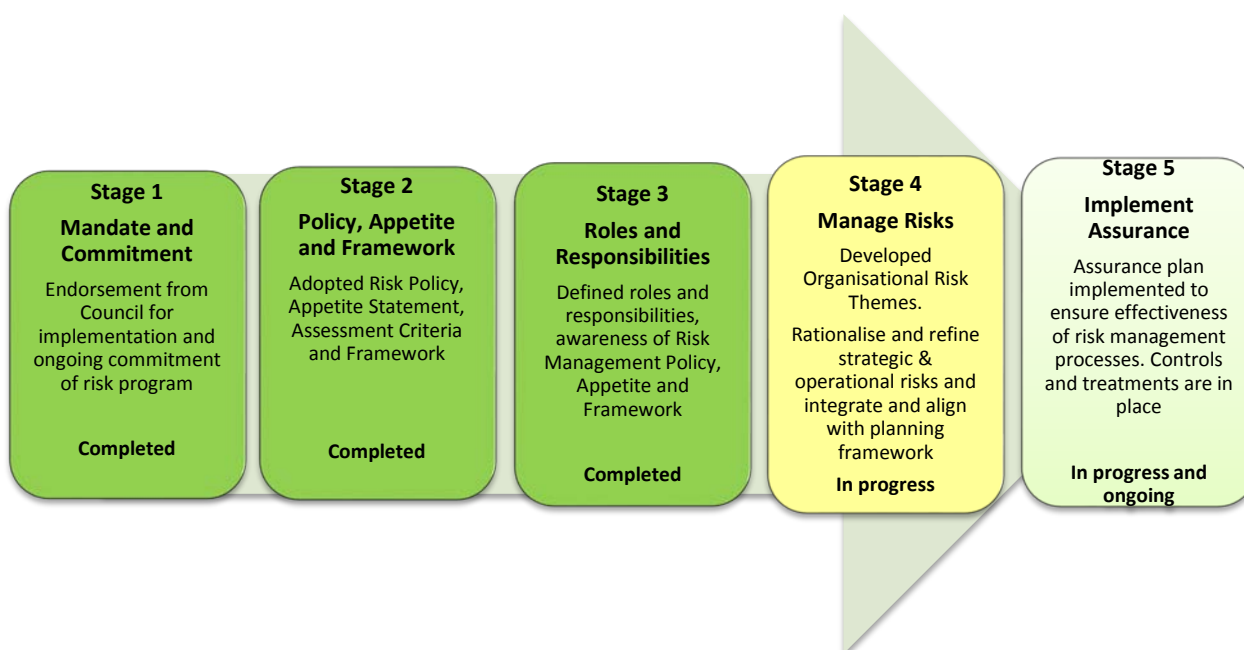 Stage 1
Mandate and
Commitment
Endorsement from
Council for
implementation and
ongoing commitment
of risk program
Completed
Stage 2
Policy, Appetite
and Framework
Adopted Risk Policy,
Appetite Statement,
Assessment Criteria
and Framework
Completed
Stage 3
Roles and
Responsibilities
Defined roles and
responsibilities,
awareness of Risk
Management Policy,
Appetite and
Framework
Completed
Stage 4
Manage Risks
Developed
Organisational Risk
Themes.
Rationalise and refine
strategic &
operational risks and
integrate and align
with planning
framework
In progress
Stage 5
Implement
Assurance
Assurance plan
implemented to
ensure effectiveness
of risk management
processes. Controls
and treatments are in
place
In progress and
ongoing